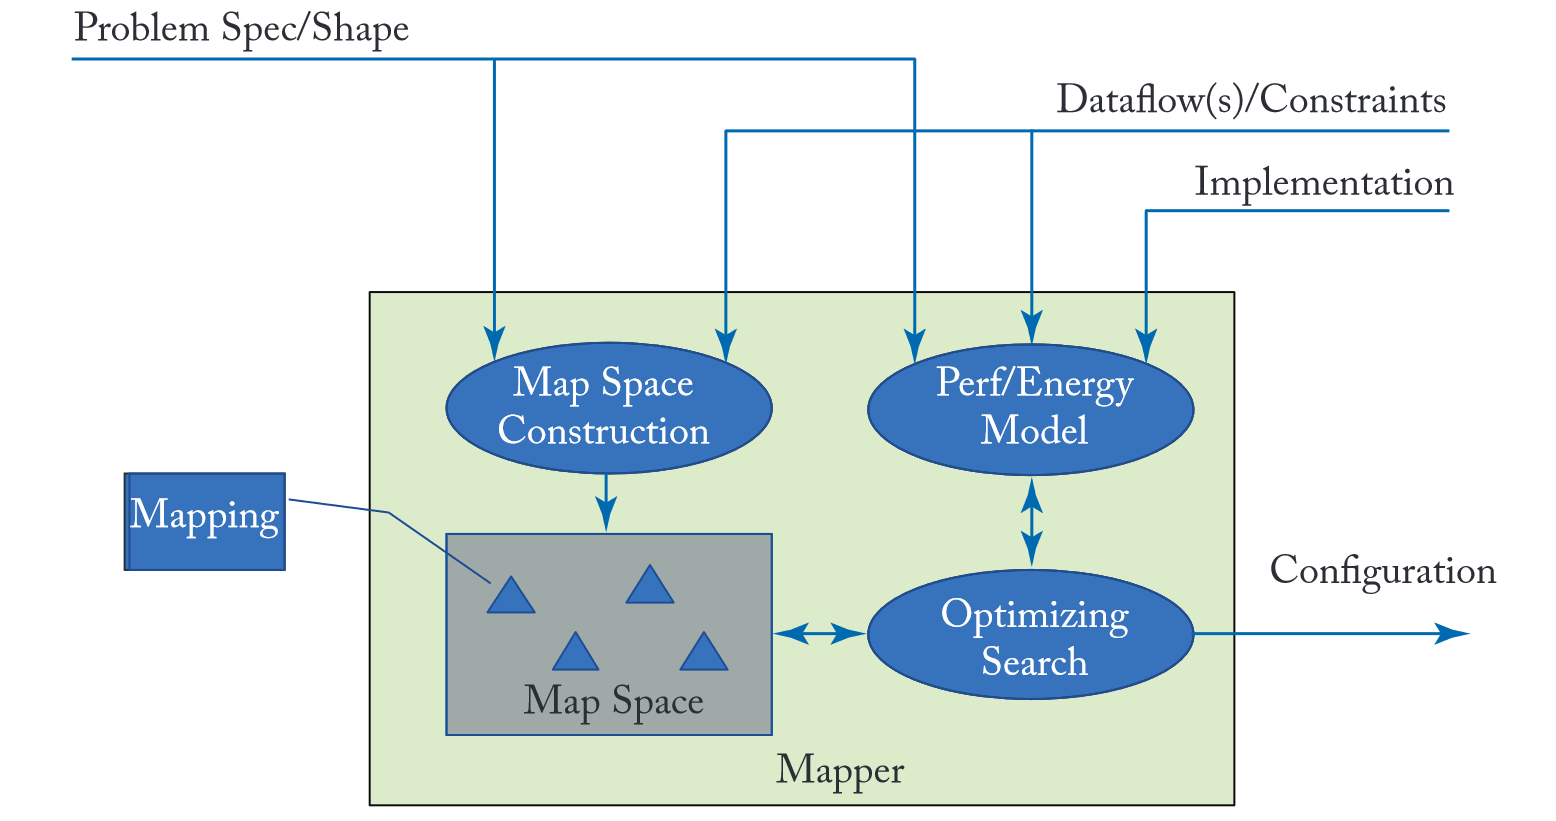 Problem Spec/Shape
Dataflow(s)/Constraints
Implementation
Map Space
Construction
Perf/Energy
Model
Mapping
Configuration
Optimizing
Search
Map Space
Mapper